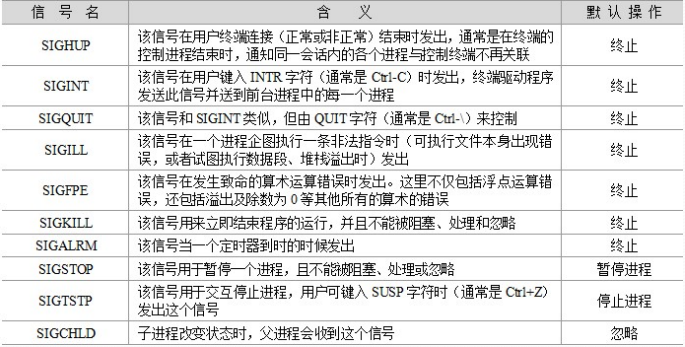 信 号 名 含 义 默 认 操 作
SIGHUP 该信号在用户终端连接（正常或非正常）结束时发出，通常是在终端的
控制进程结束时，通知同一会话内的各个进程与控制终端不再关联 终止
SIGINT 该信号在用户键入 INTR 字符（通常是 Ctrl-C）时发出，终端驱动程序
发送此信号并送到前台进程中的每一个进程 终止
SIGQUIT 该信号和 SIGINT 类似，但由 QUIT 字符（通常是 Ctrl-\）来控制 终止
SIGILL 该信号在一个进程企图执行一条非法指令时（可执行文件本身出现错
误，或者试图执行数据段、堆栈溢出时）发出 终止
SIGFPE 该信号在发生致命的算术运算错误时发出。这里不仅包括浮点运算错
误，还包括溢出及除数为 0 等其他所有的算术的错误 终止
SIGKILL 该信号用来立即结束程序的运行，并且不能被阻塞、处理和忽略 终止
SIGALRM 该信号当一个定时器到时的时候发出 终止
SIGSTOP 该信号用于暂停一个进程，且不能被阻塞、处理或忽略 暂停进程
SIGTSTP 该信号用于交互停止进程，用户可键入 SUSP 字符时（通常是 Ctrl+Z）
发出这个信号 停止进程
SIGCHLD 子进程改变状态时，父进程会收到这个信号 忽略